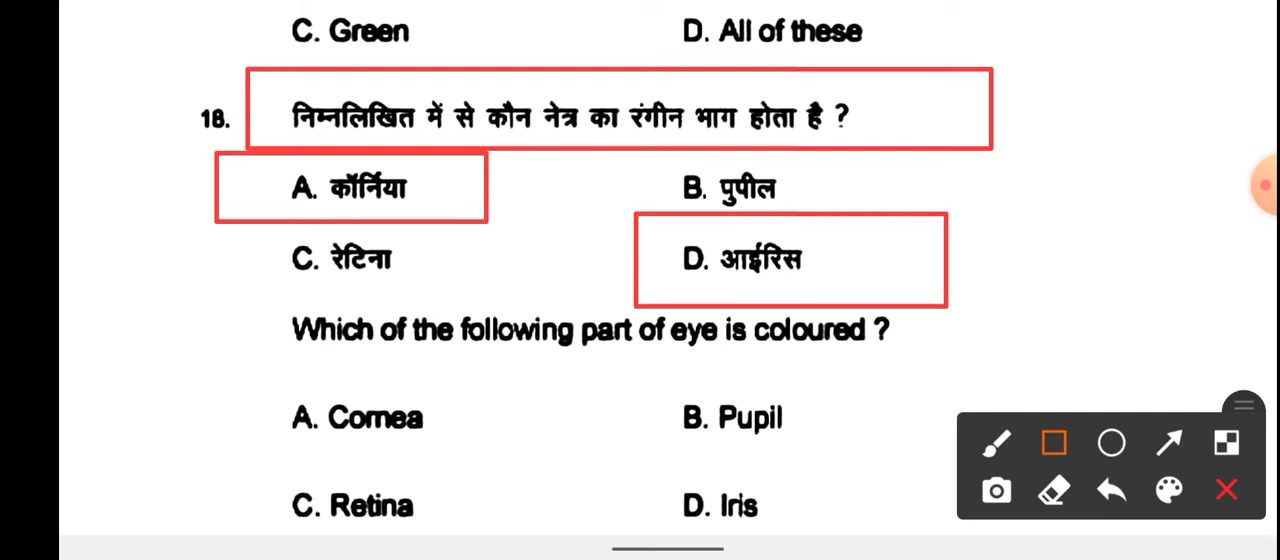 C. Green D. All of these
18. निम्नलिखित में से कौन नेत्र का रंगीन भाग होता है ?
A. कॉर्निया B. पुपील
C. रेटिना D. आईरिस
Which of the following part of eye is coloured ?
A. Cornea B. Pupil
C. Retina D. Iris